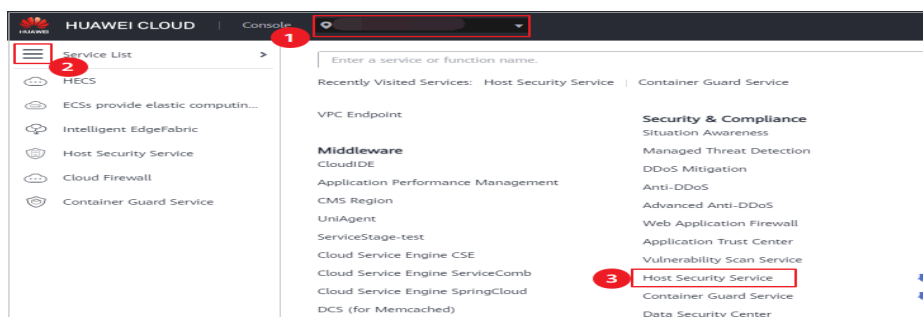 HUAWEI
HUAWEI CLOUD | Console
1
Service List >
2
HECS
ECSs provide elastic computin...
Intelligent EdgeFabric
Host Security Service
Cloud Firewall
Container Guard Service
Enter a service or function name.
Recently Visited Services: Host Security Service | Container Guard Service
VPC Endpoint
Middleware
CloudIDE
Application Performance Management
CMS Region
UniAgent
ServiceStage-test
Cloud Service Engine CSE
Cloud Service Engine ServiceComb
Cloud Service Engine SpringCloud
DCS (for Memcached)
Security & Compliance
Situation Awareness
Managed Threat Detection
DDoS Mitigation
Anti-DDoS
Advanced Anti-DDoS
Web Application Firewall
Application Trust Center
Vulnerability Scan Service
3 Host Security Service
Container Guard Service
Data Security Center